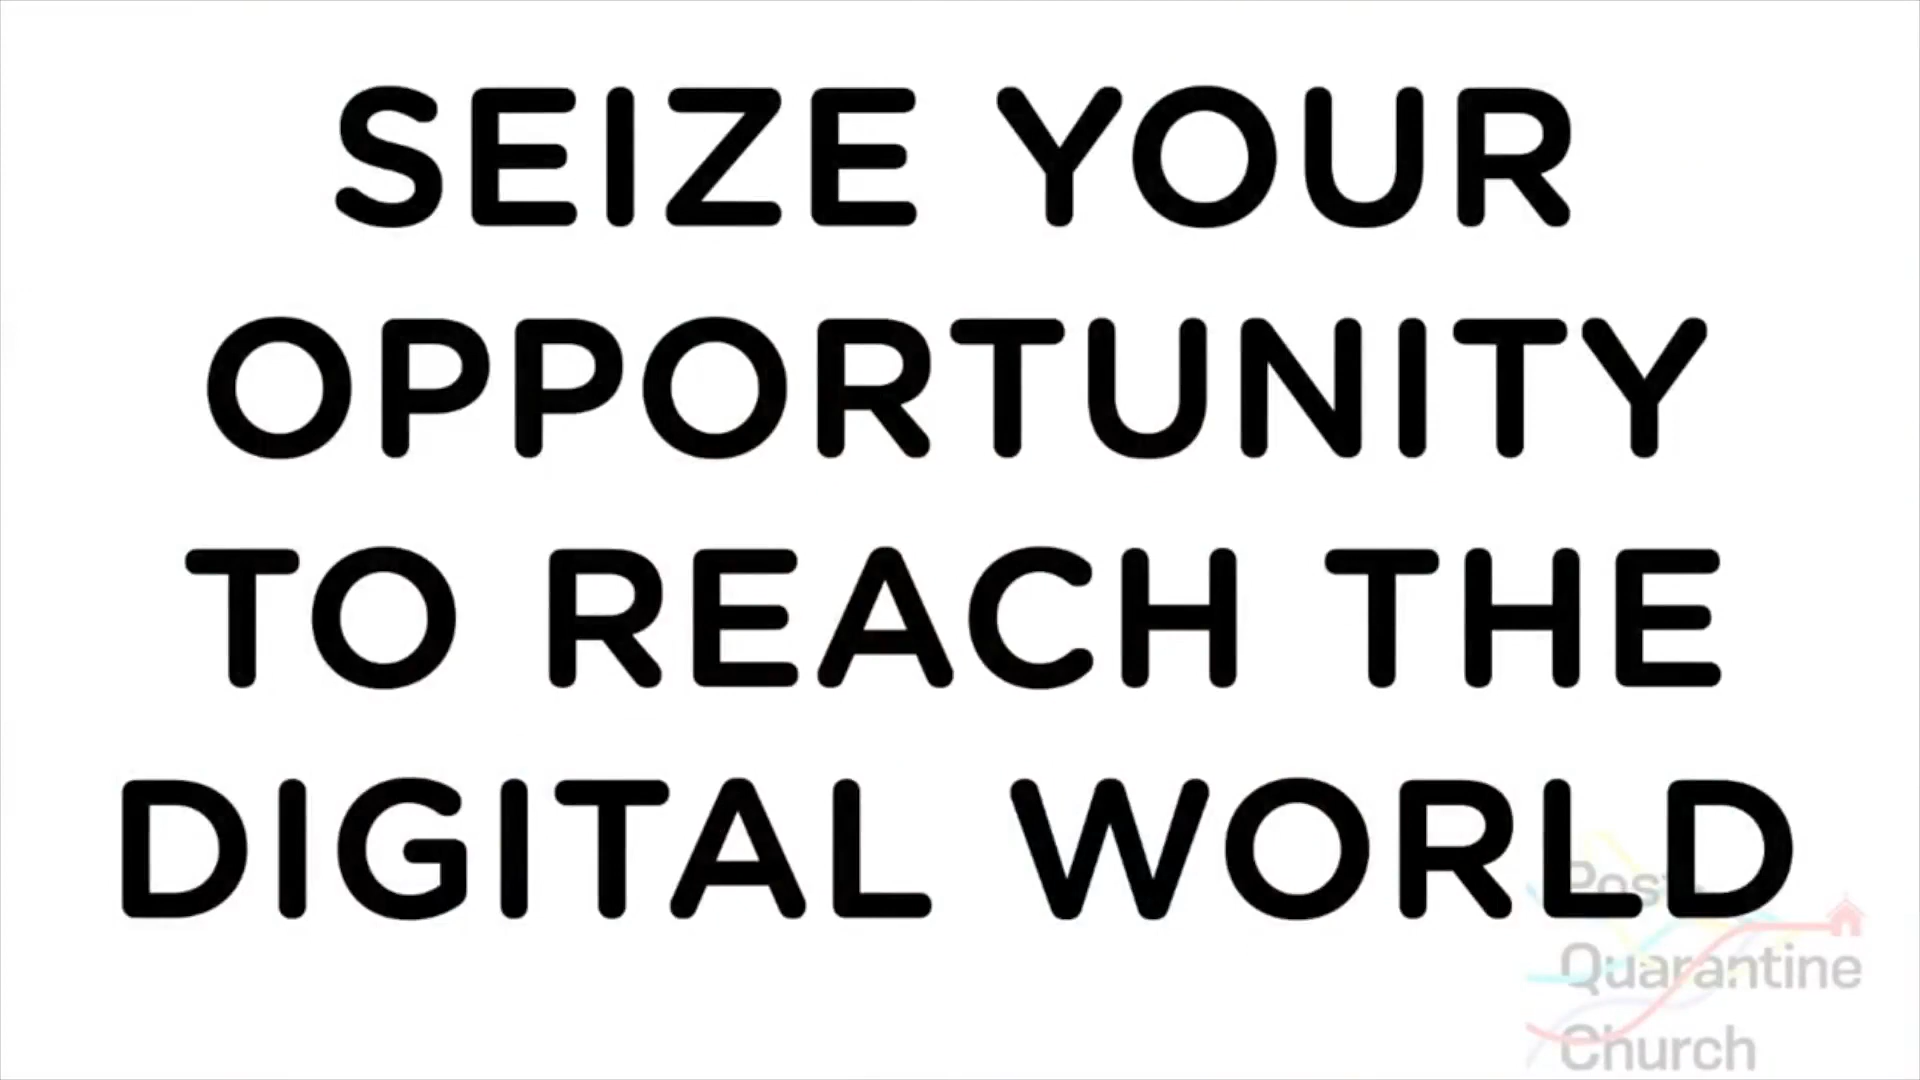 SEIZE YOUR
OPPORTUNITY
TO REACH THE
DIGITAL WORLD
Post
Quarantine
Church